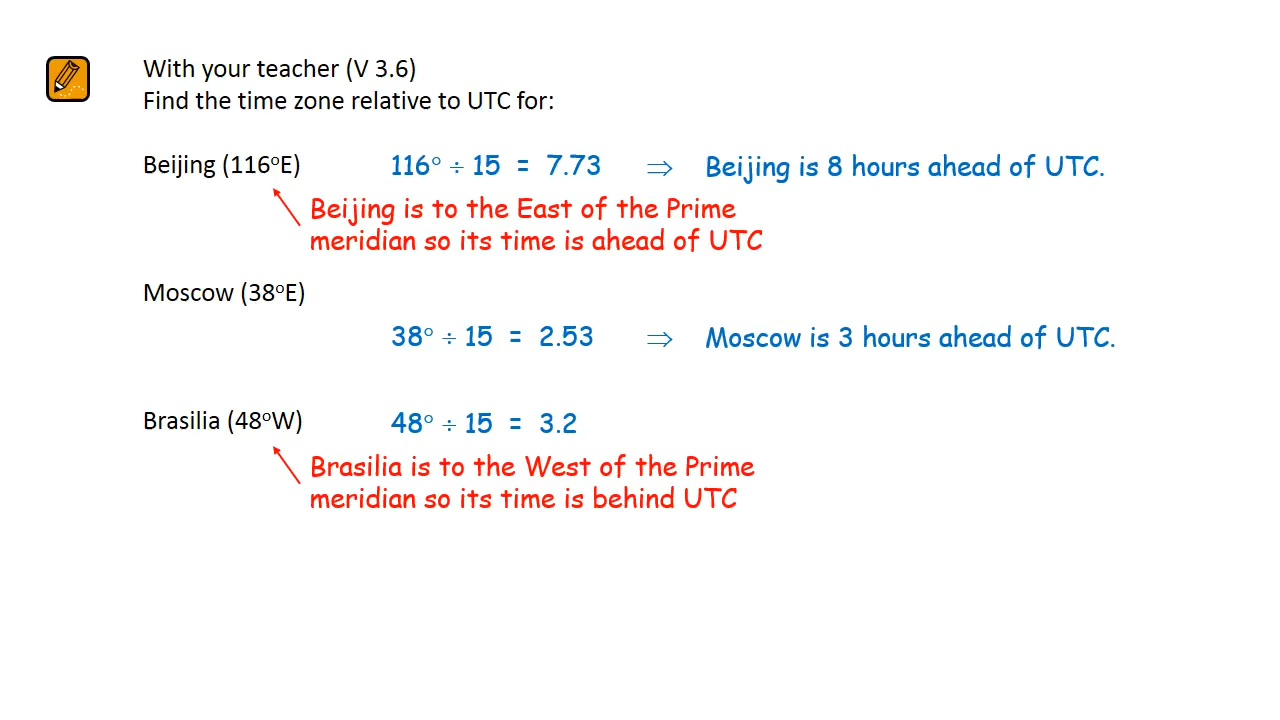 With your teacher (V 3.6)
Find the time zone relative to UTC for:
Beijing (116°E) 116° ÷ 15 = 7.73 ⇒ Beijing is 8 hours ahead of UTC.
Beijing is to the East of the Prime
meridian so its time is ahead of UTC
Moscow (38°E)
38° ÷ 15 = 2.53 ⇒ Moscow is 3 hours ahead of UTC.
Brasilia (48°W) 48° ÷ 15 = 3.2
Brasilia is to the West of the Prime
meridian so its time is behind UTC